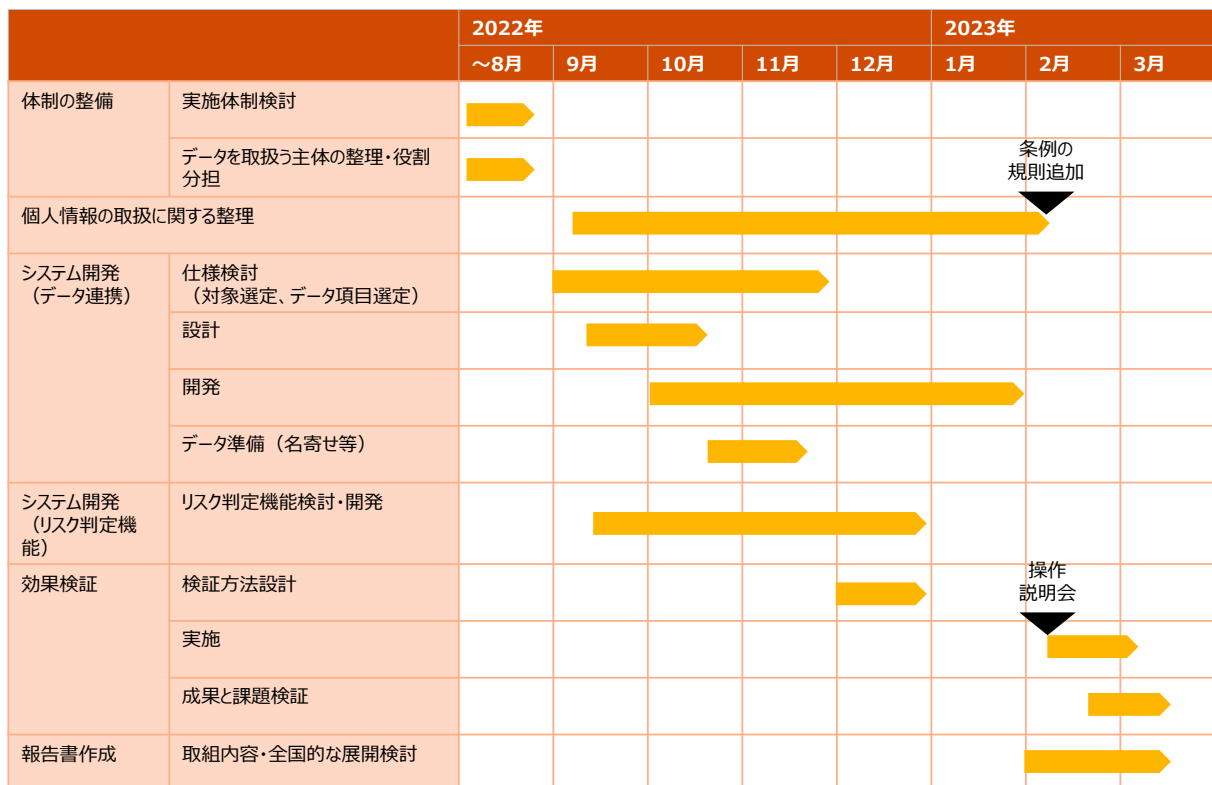 2022年
2023年
～8月
9月
10月
11月
12月
1月
2月
3月
体制の整備
実施体制検討
データを取扱う主体の整理・役割
分担
条例の
規則追加
個人情報の取扱に関する整理
システム開発
（データ連携）
仕様検討
（対象選定、データ項目選定）
設計
開発
データ準備（名寄せ等）
システム開発
（リスク判定機
能）
リスク判定機能検討・開発
効果検証
検証方法設計
操作
説明会
実施
成果と課題検証
報告書作成
取組内容・全国的な展開検討